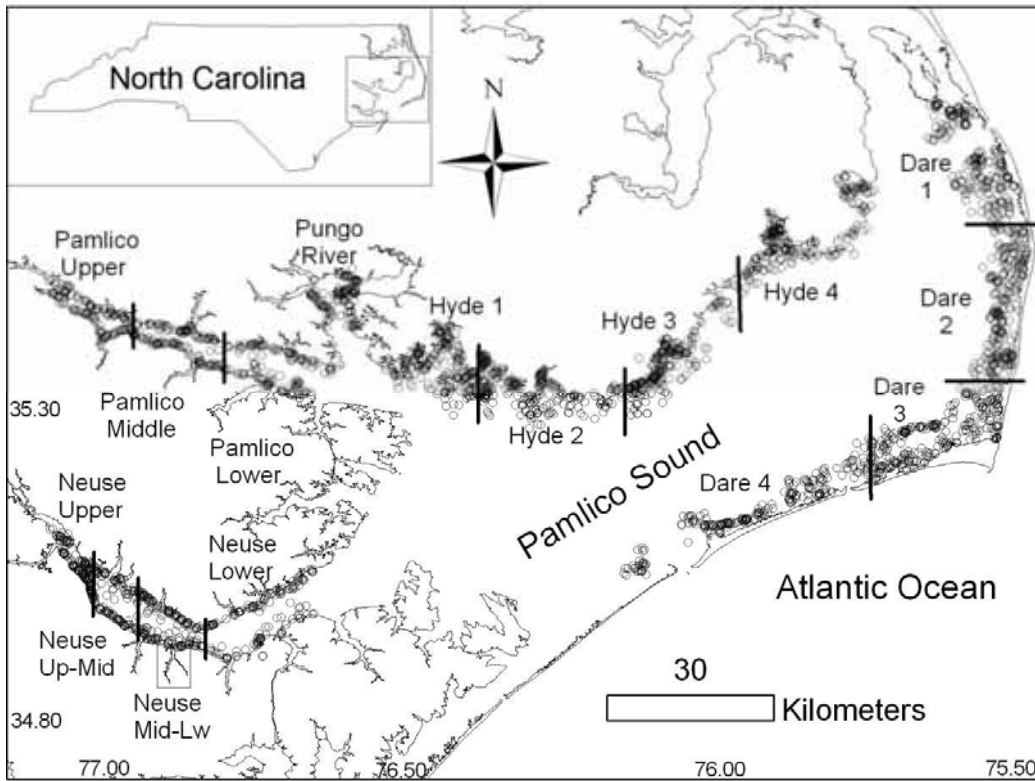 North Carolina
N
Dare
1
Pamlico
Upper
Pungo
River
Hyde 1
Hyde 3
Hyde 4
Dare
2
35.30
Pamlico
Middle
Hyde 2
Dare
3
Pamlico
Lower
Pamlico Sound
Dare 4
Neuse
Upper
Neuse
Lower
Atlantic Ocean
Neuse
Up-Mid
Neuse
Mid-Lw
30
Kilometers
34.80
77.00
76.50
76.00
75.50